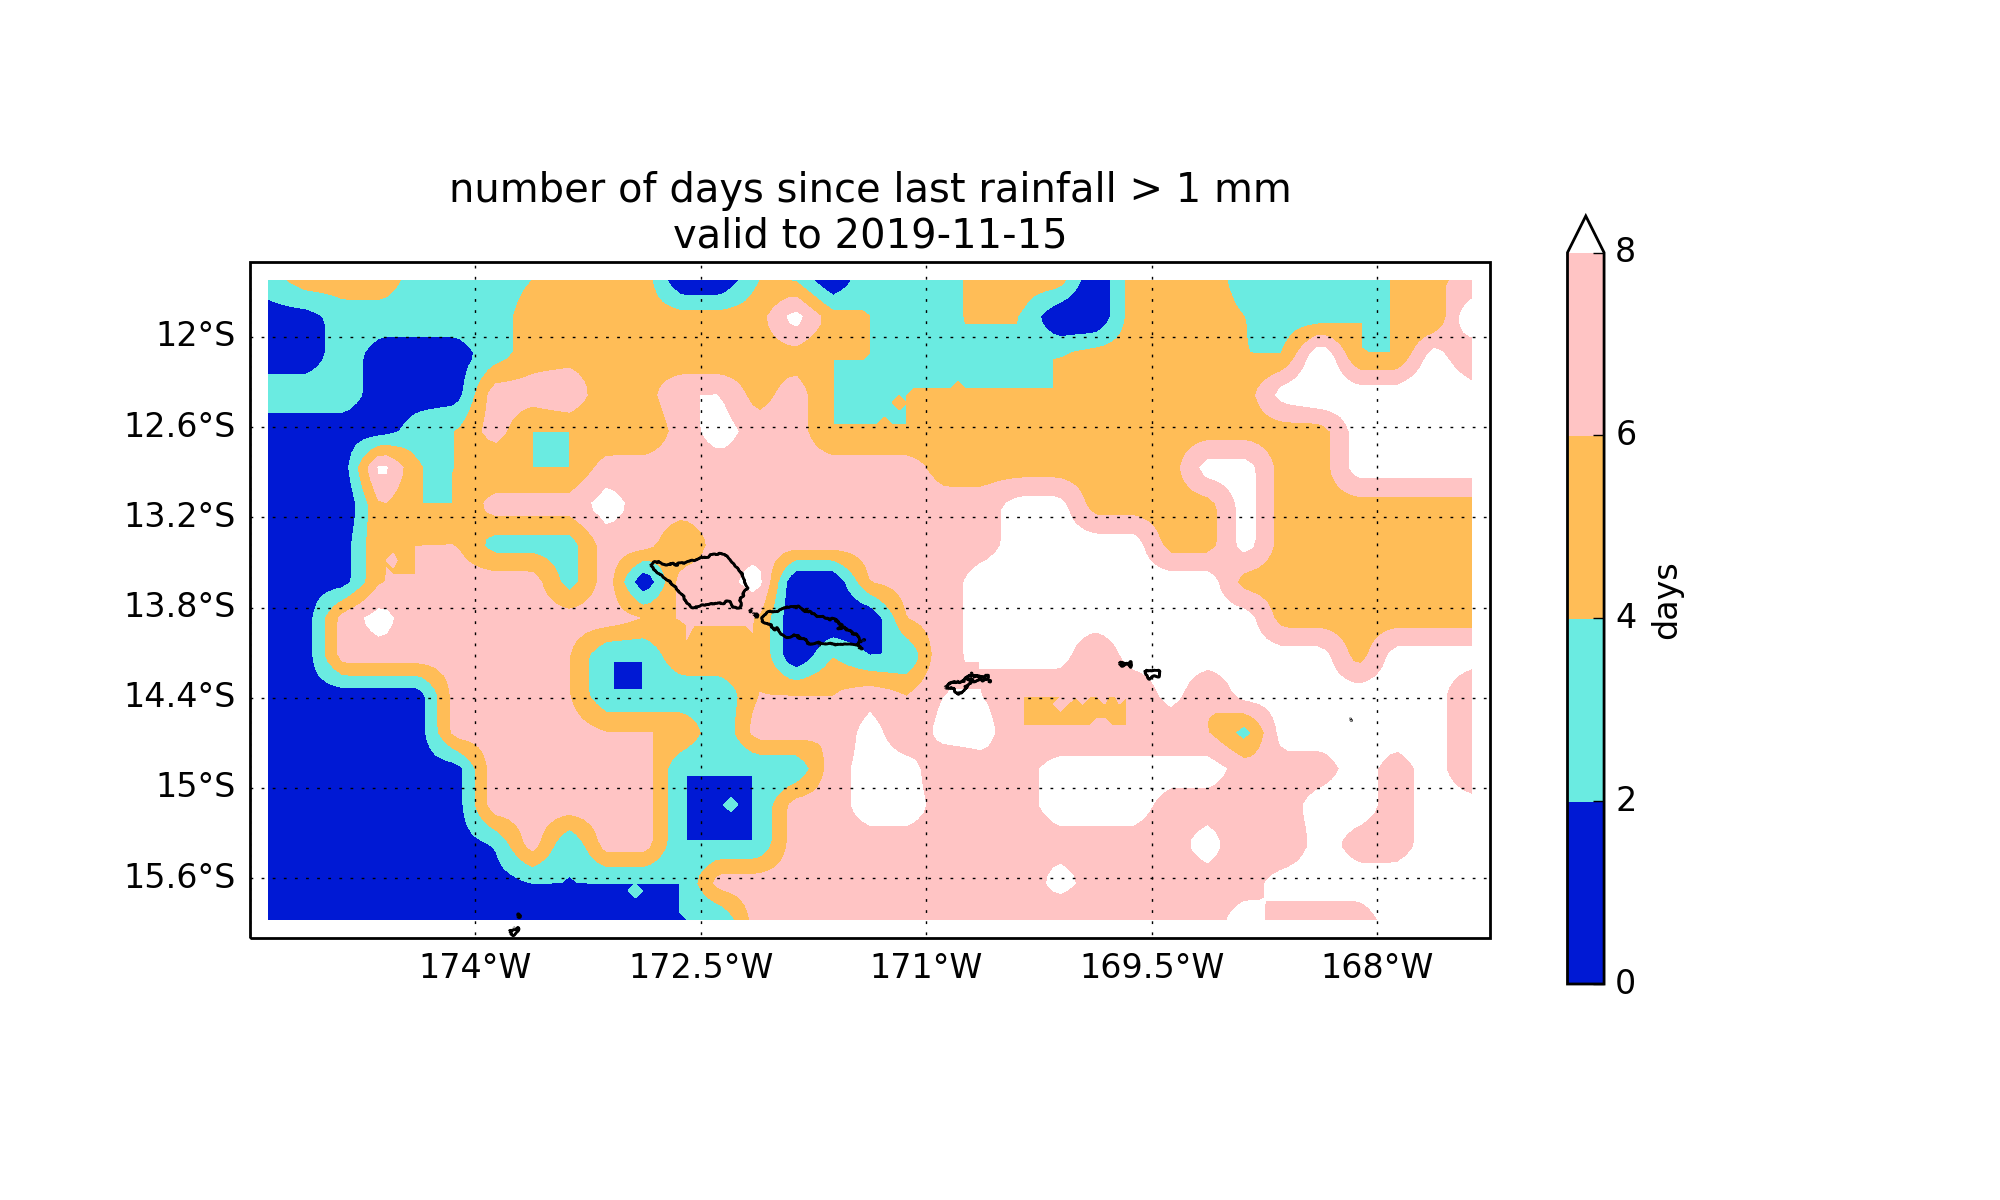 number of days since last rainfall > 1 mm
valid to 2019-11-15
12°S
12.6°S
13.2°S
13.8°S
14.4°S
15°S
15.6°S
174°W
172.5°W
171°W
169.5°W
168°W
8
6
4
2
0
days